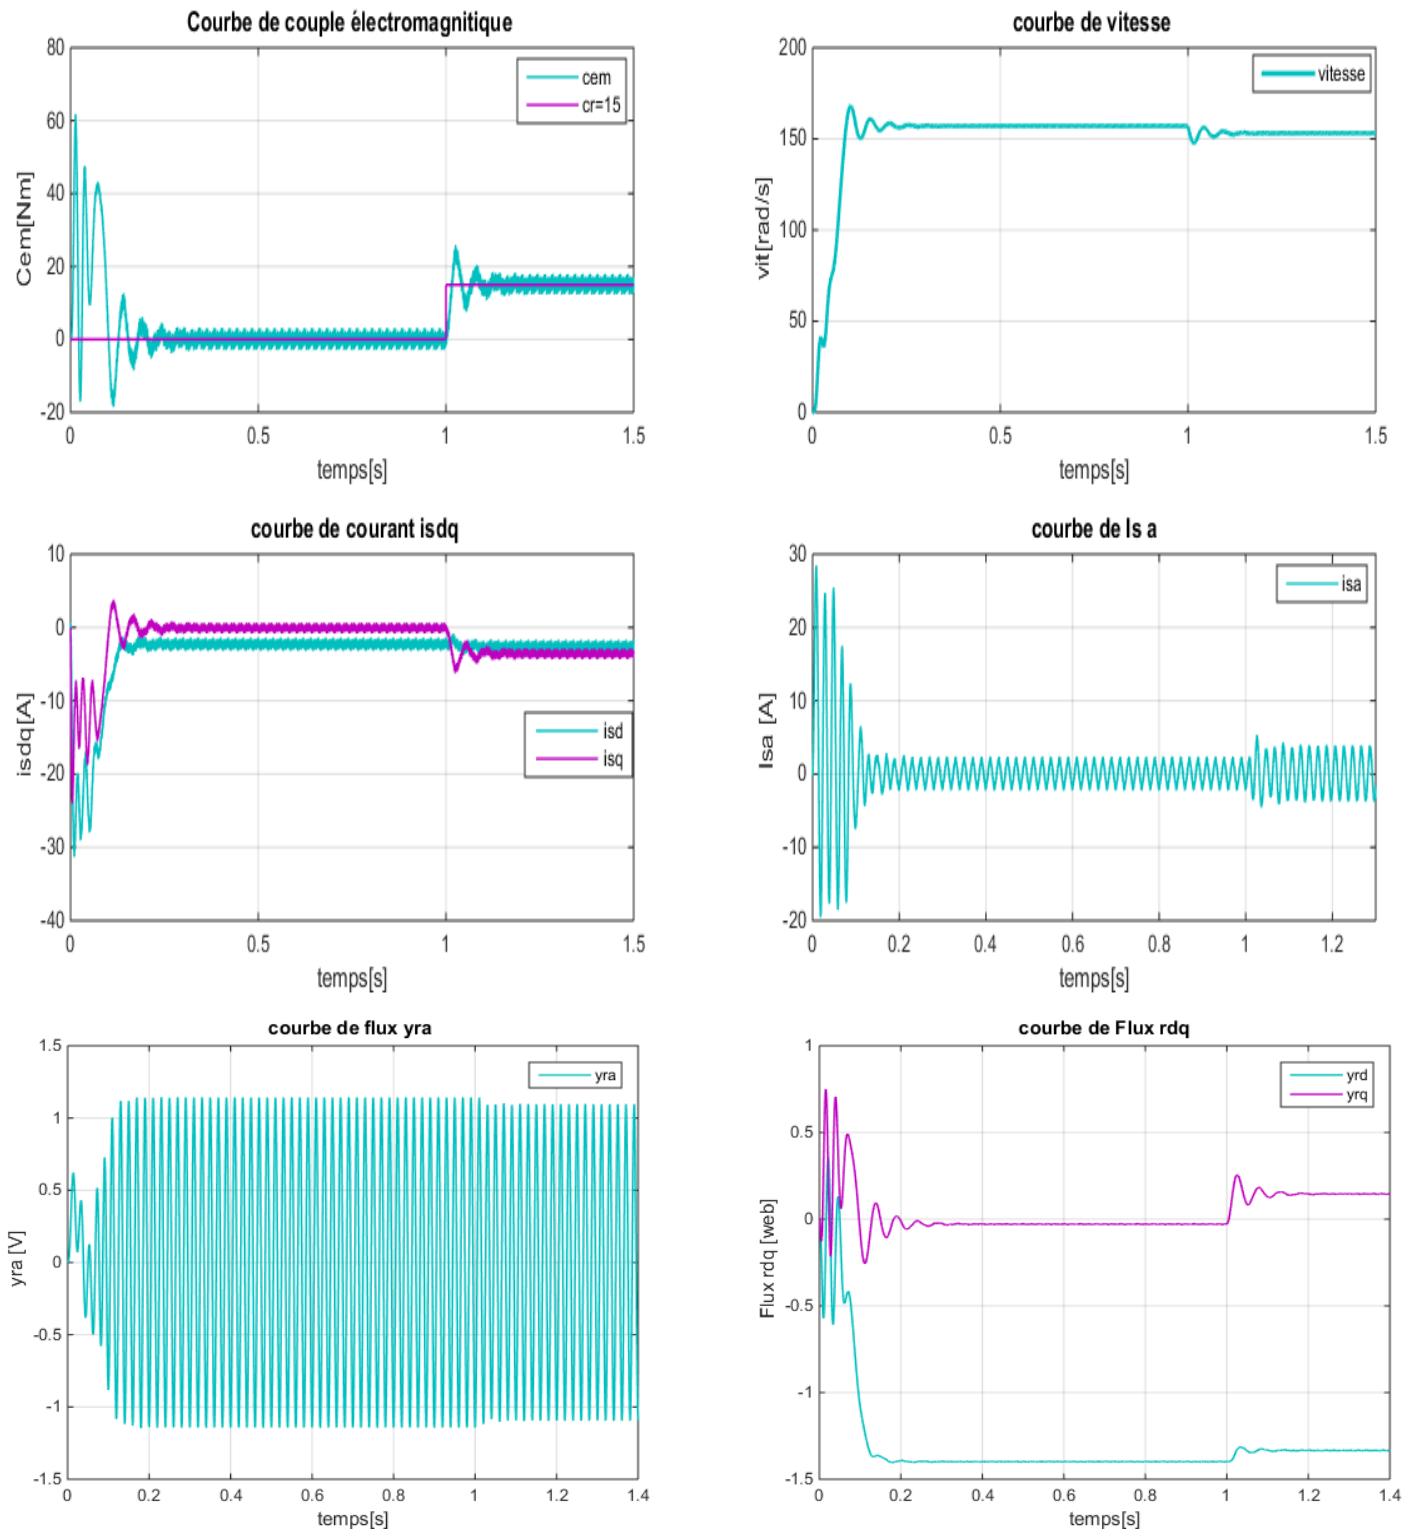 Courbe de couple électromagnitique
80
60
40
20
0
-20
Cem[Nm]
cem
cr=15
0 0.5 1 1.5
temps[s]
courbe de vitesse
200
150
100
50
0
vit[rad/s]
vitesse
0 0.5 1 1.5
temps[s]
courbe de courant isdq
10
0
-10
-20
-30
-40
isdq[A]
isd
isq
0 0.5 1 1.5
temps[s]
courbe de Is a
30
20
10
0
-10
-20
Isa [A]
isa
0 0.2 0.4 0.6 0.8 1 1.2
temps[s]
courbe de flux yra
1.5
1
0.5
0
-0.5
-1
-1.5
yra [V]
yra
0 0.2 0.4 0.6 0.8 1 1.2 1.4
temps[s]
courbe de Flux rdq
1
0.5
0
-0.5
-1
-1.5
Flux rdq [web]
yrd
yrq
0 0.2 0.4 0.6 0.8 1 1.2 1.4
temps[s]